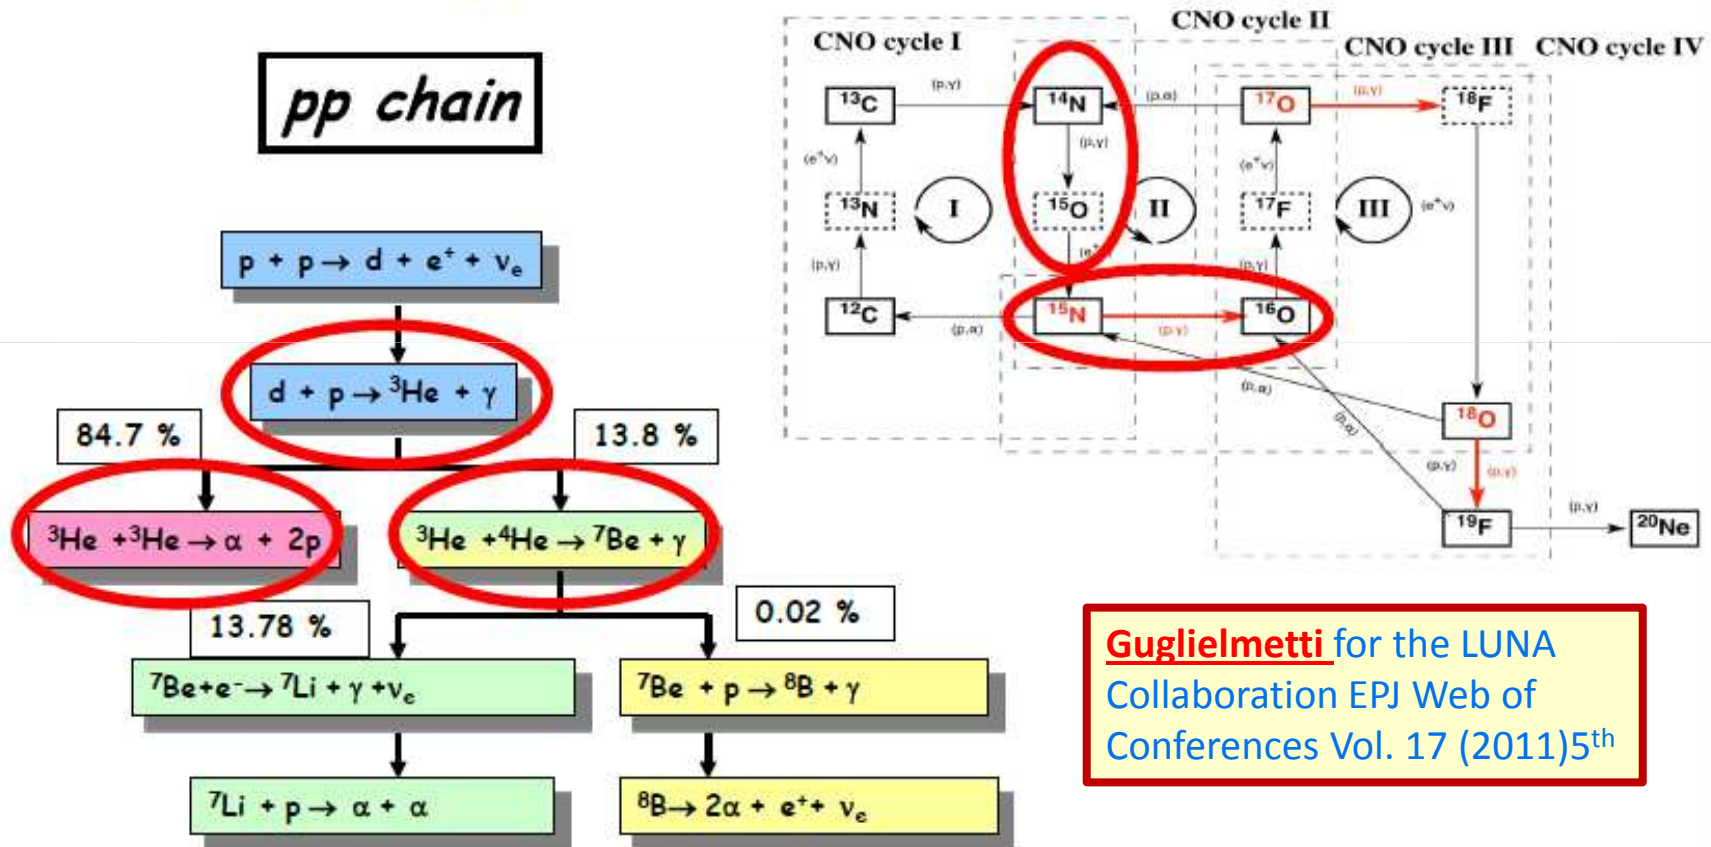 pp chain
p + p → d + e⁺ + νₑ
d + p → ³He + γ
84.7 %
13.8 %
³He +³He → α + 2p
³He +⁴He → ⁷Be + γ
13.78 %
0.02 %
⁷Be+e⁻→ ⁷Li + γ +νₑ
⁷Be + p → ⁸B + γ
⁷Li + p → α + α
⁸B→ 2α + e⁺+ νₑ
CNO cycle I
CNO cycle II
CNO cycle III
CNO cycle IV
¹³C
(p,γ)
¹⁴N
(p,α)
¹⁷O
(p,γ)
¹⁸F
(e⁺ν)
(p,γ)
(e⁺ν)
¹³N
I
¹⁵O
II
¹⁷F
III
(e⁺ν)
(p,γ)
(p,γ)
¹²C
(p,α)
¹⁵N
(p,γ)
¹⁶O
(p,α)
(p,α)
¹⁸O
(p,γ)
(p,γ)
¹⁹F
(p,γ)
²⁰Ne
Guglielmetti for the LUNA
Collaboration EPJ Web of
Conferences Vol. 17 (2011)5ᵗʰ